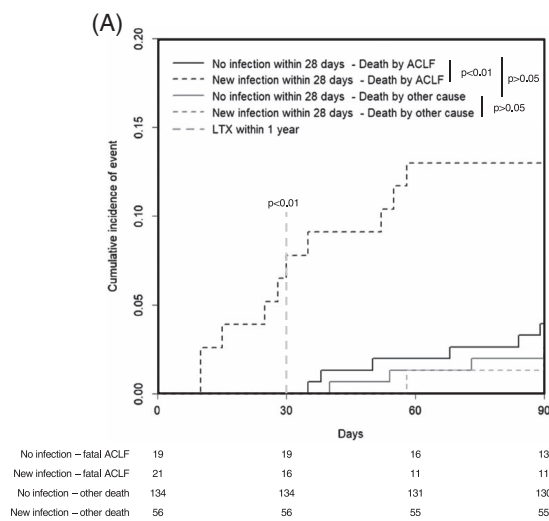 (A)
Cumulative incidence of event
0.20
0.15
0.10
0.05
0.00
No infection within 28 days - Death by ACLF
New infection within 28 days - Death by ACLF
No infection within 28 days - Death by other cause
New infection within 28 days - Death by other cause
LTX within 1 year
p<0.01
p>0.05
p>0.05
p<0.01
0 30 60 90
Days
No infection – fatal ACLF 19 19 16 13
New infection – fatal ACLF 21 16 11 11
No infection – other death 134 134 131 130
New infection – other death 56 56 55 55